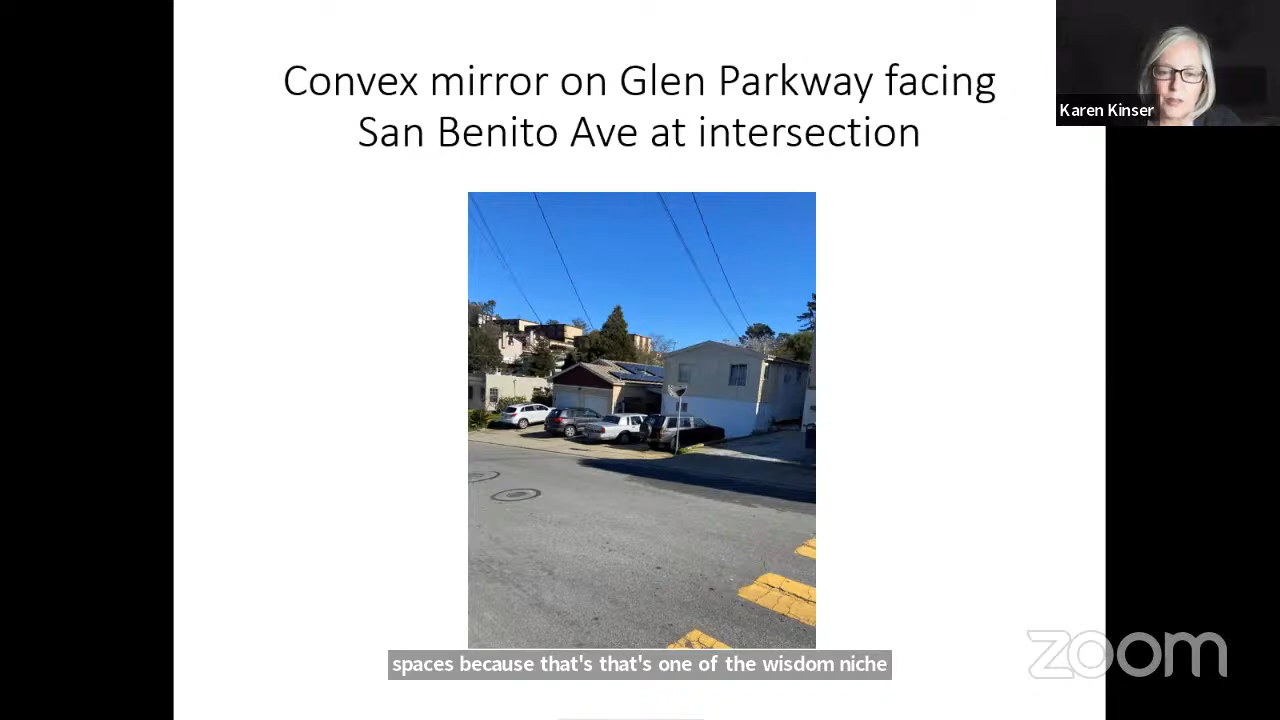 Convex mirror on Glen Parkway facing
San Benito Ave at intersection
Karen Kinser
spaces because that's that's one of the wisdom niche
zoom